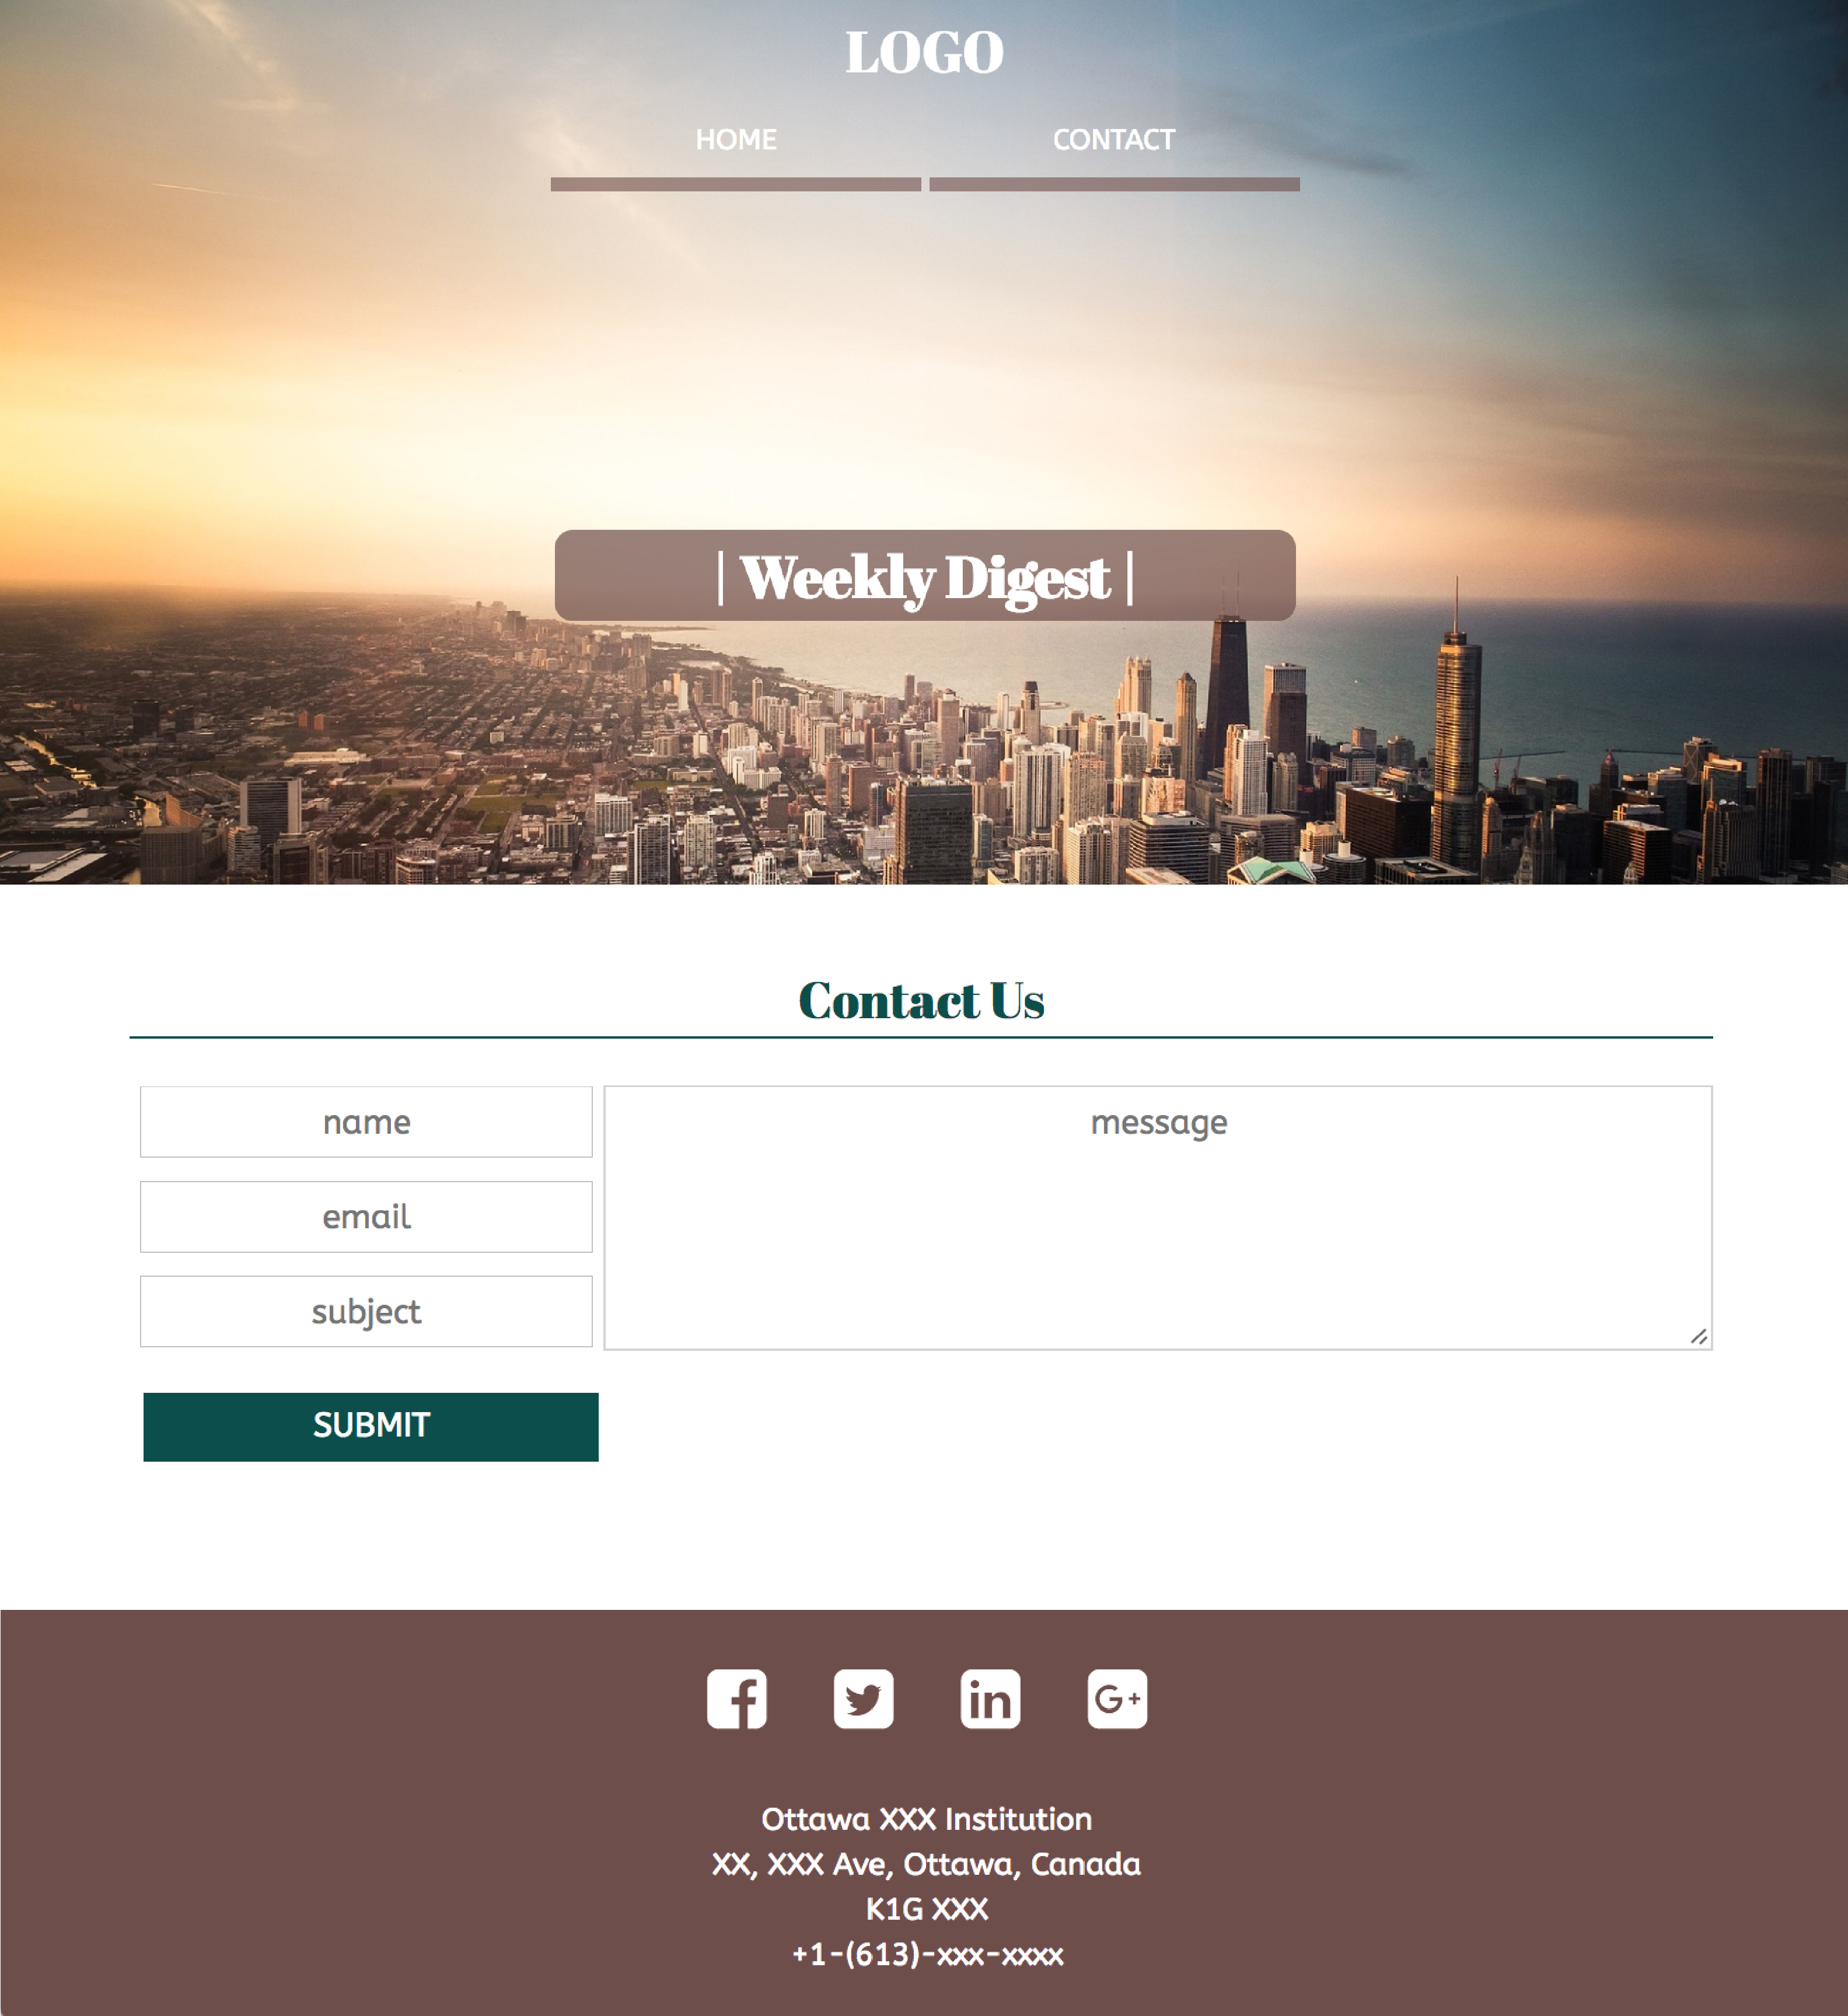 LOGO
HOME CONTACT
| Weekly Digest |
Contact Us
name
message
email
subject
SUBMIT
f in G+
Ottawa XXX Institution
XX, XXX Ave, Ottawa, Canada
K1G XXX
+1-(613)-xxx-xxxx